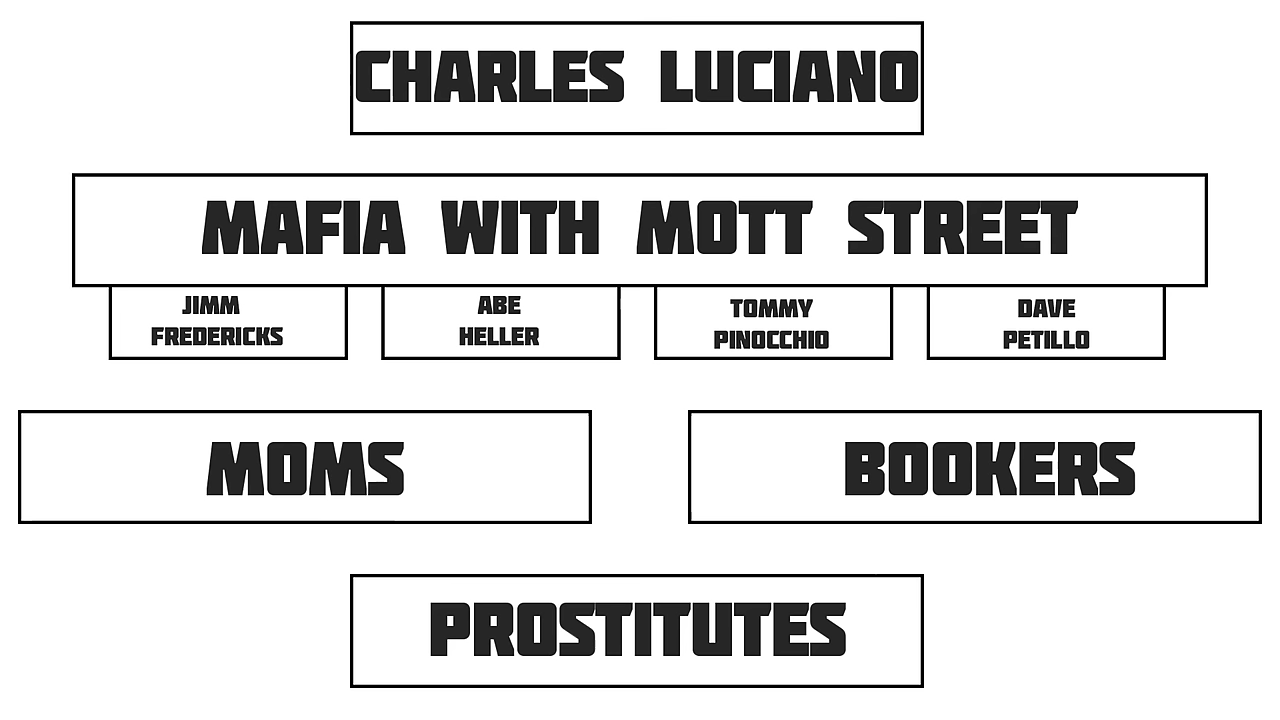 CHARLES LUCIANO
MAFIA WITH MOTT STREET
JIMM
FREDERICKS
ABE
HELLER
TOMMY
PINOCCHIO
DAVE
PETILLO
MOMS
BOOKERS
PROSTITUTES